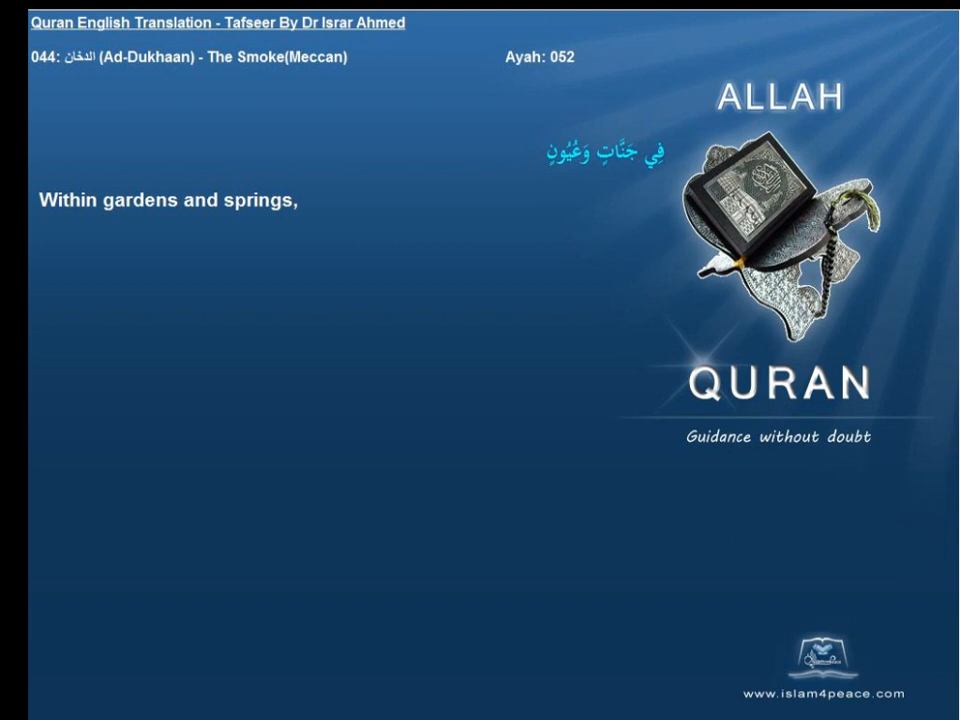 Quran English Translation - Tafseer By Dr Israr Ahmed
044: الدخان (Ad-Dukhaan) - The Smoke(Meccan) Ayah: 052
ALLAH
فِي جَنَّاتٍ وَعُيُونٍ
Within gardens and springs,
QURAN
Guidance without doubt
www.islam4peace.com